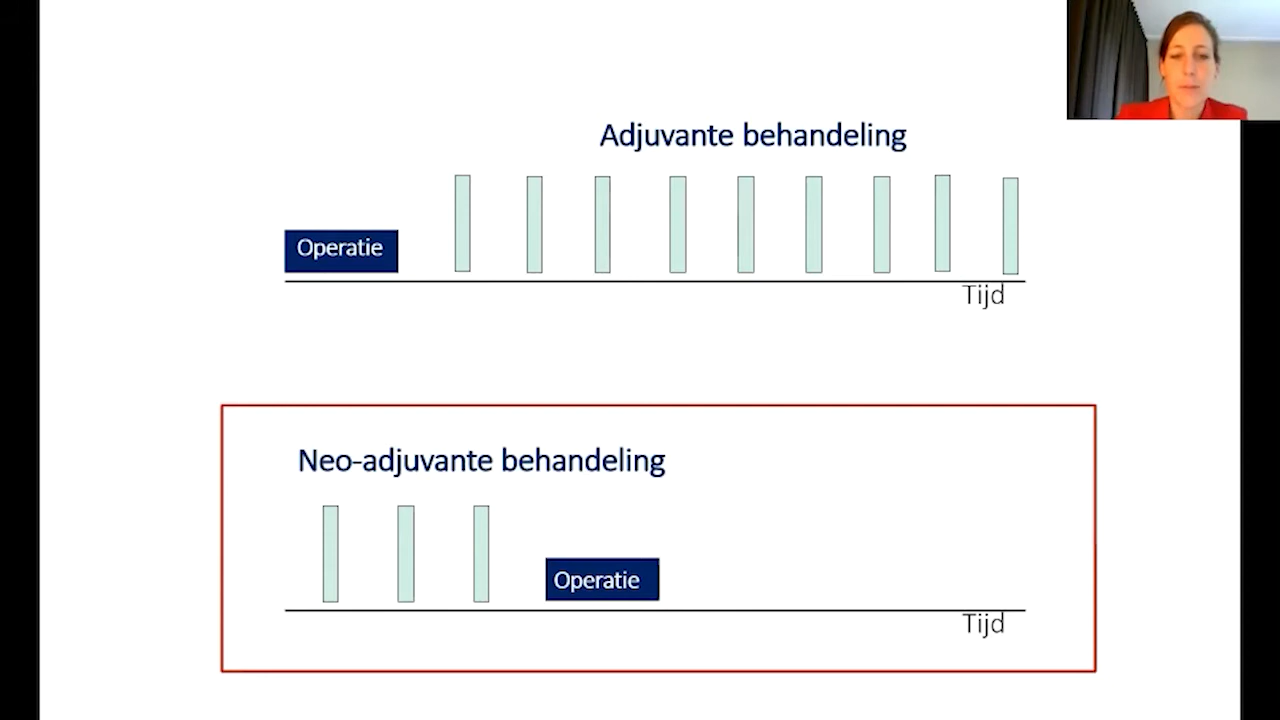 Adjuvante behandeling
Operatie
Tijd
Neo-adjuvante behandeling
Operatie
Tijd